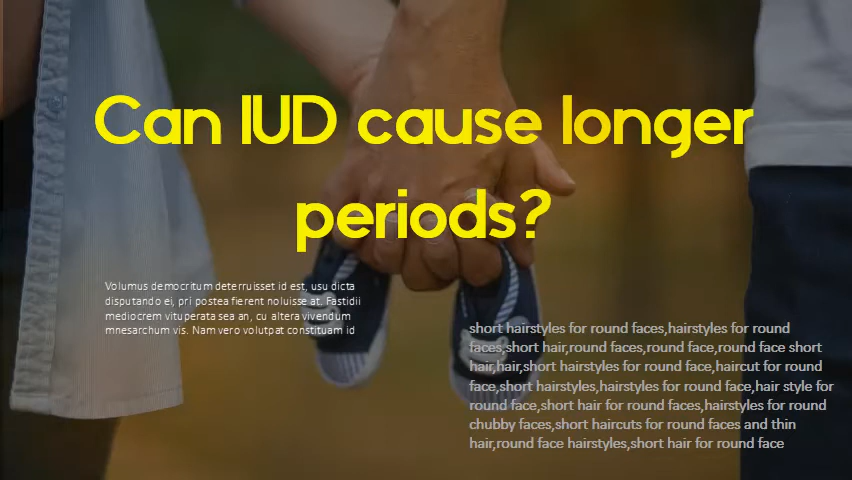 Can IUD cause longer
periods?
Volumus democritum deterruisset id est, usu dicta
disputando ei, pri postea fierent noluisse at. Fastidii
mediocrem vituperata sea an, cu altera vivendum
mnesarchum vis. Nam vero volutpat constituam id
short hairstyles for round faces,hairstyles for round
faces,short hair,round faces,round face,round face short
hair,hair,short hairstyles for round face,haircut for round
face,short hairstyles,hairstyles for round face,hair style for
round face,short hair for round faces,hairstyles for round
chubby faces,short haircuts for round faces and thin
hair,round face hairstyles,short hair for round face